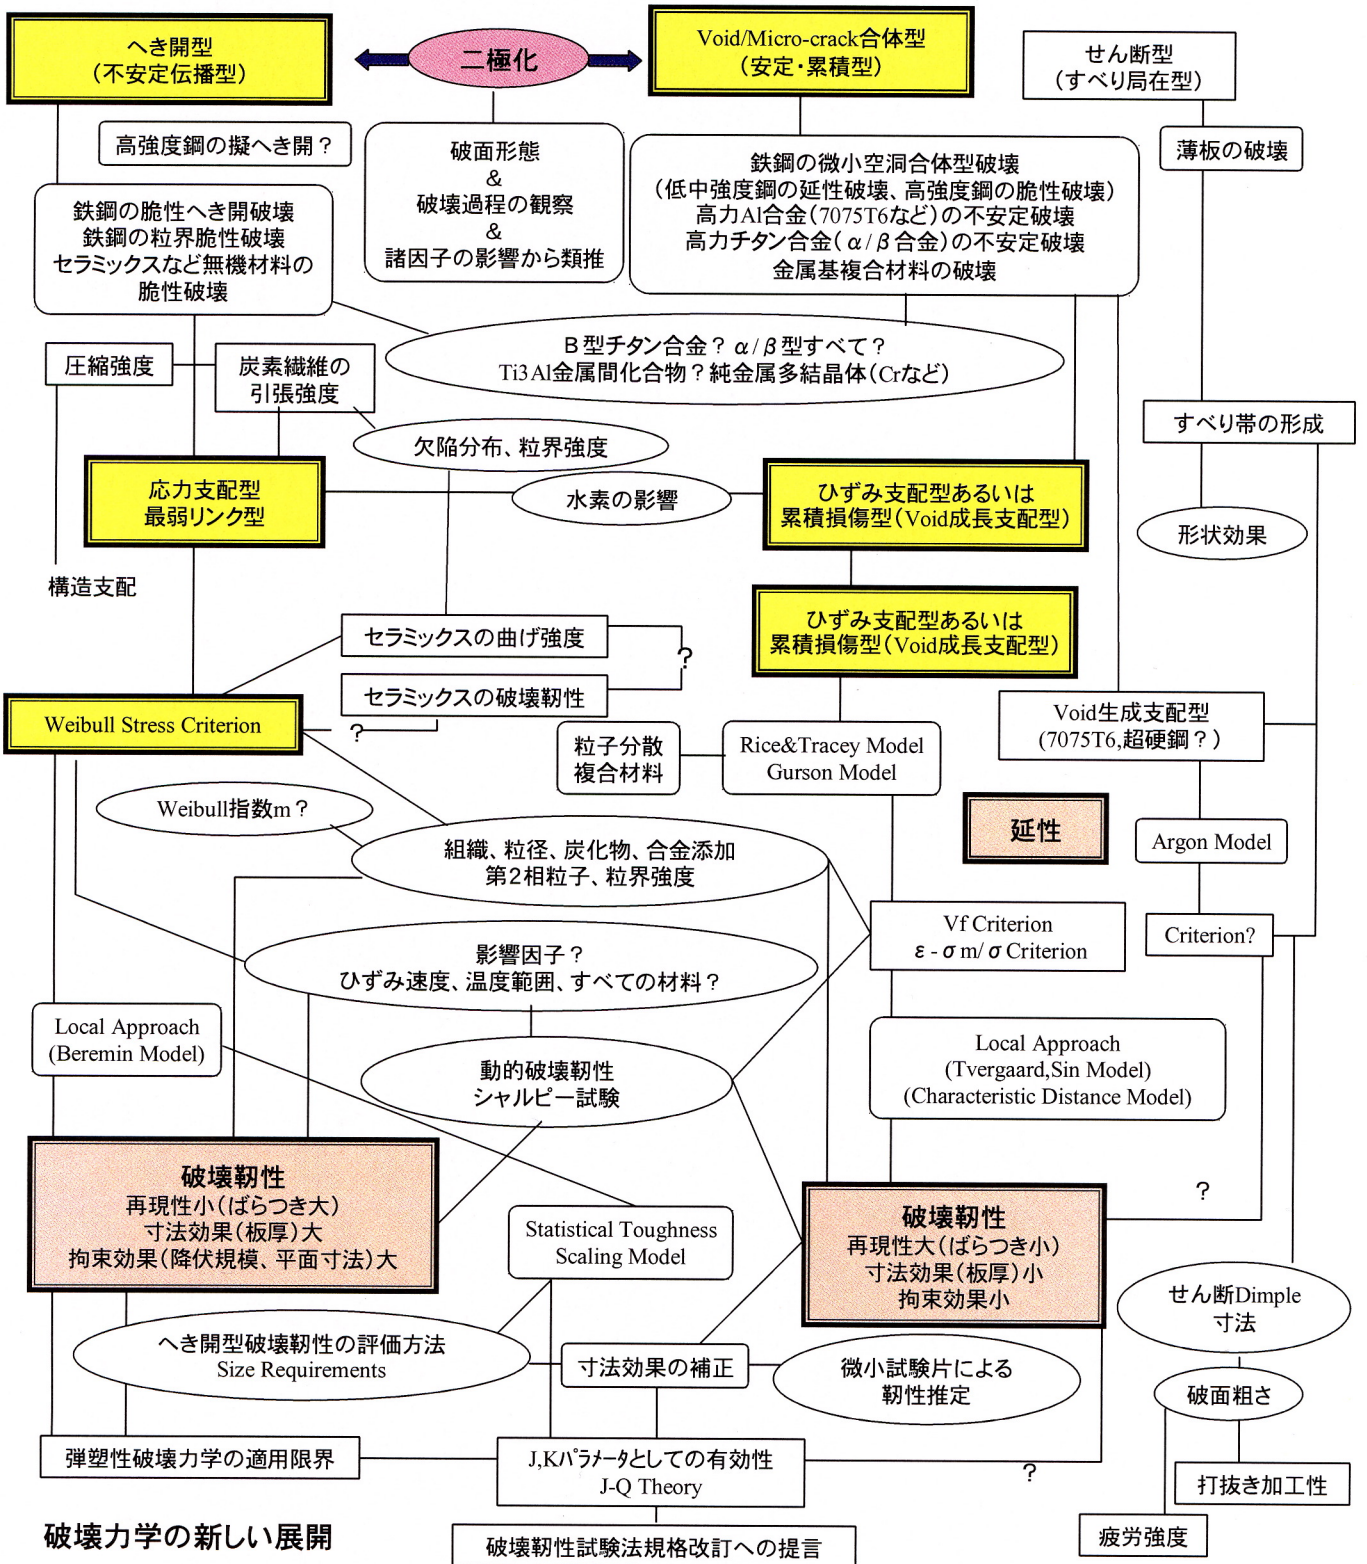 へき開型
(不安定伝播型)
二極化
Void/Micro-crack合体型
(安定・累積型)
せん断型
(すべり局在型)
高強度鋼の擬へき開?
破面形態
&
破壊過程の観察
&
諸因子の影響から類推
鉄鋼の微小空洞合体型破壊
(低中強度鋼の延性破壊、高強度鋼の脆性破壊)
高力Al合金(7075T6など)の不安定破壊
高力チタン合金(α/β合金)の不安定破壊
金属基複合材料の破壊
薄板の破壊
鉄鋼の脆性へき開破壊
鉄鋼の粒界脆性破壊
セラミックスなど無機材料の
脆性破壊
圧縮強度
炭素繊維の
引張強度
B型チタン合金?α/β型すべて?
Ti3Al金属間化合物?純金属多結晶体(Crなど)
すべり帯の形成
欠陥分布、粒界強度
応力支配型
最弱リンク型
水素の影響
ひずみ支配型あるいは
累積損傷型(Void成長支配型)
形状効果
構造支配
ひずみ支配型あるいは
累積損傷型(Void成長支配型)
セラミックスの曲げ強度
?
セラミックスの破壊靭性
Weibull Stress Criterion
?
粒子分散
複合材料
Rice&Tracey Model
Gurson Model
Void生成支配型
(7075T6,超硬鋼?)
Weibull指数m?
延性
Argon Model
組織、粒径、炭化物、合金添加
第2相粒子、粒界強度
Vf Criterion
ε-σm/σ Criterion
Criterion?
影響因子?
ひずみ速度、温度範囲、すべての材料?
Local Approach
(Beremin Model)
動的破壊靭性
シャルピー試験
Local Approach
(Tvergaard,Sin Model)
(Characteristic Distance Model)
破壊靭性
再現性小(ばらつき大)
寸法効果(板厚)大
拘束効果(降伏規模、平面寸法)大
Statistical Toughness
Scaling Model
破壊靭性
再現性大(ばらつき小)
寸法効果(板厚)小
拘束効果小
?
せん断Dimple
寸法
へき開型破壊靭性の評価方法
Size Requirements
寸法効果の補正
微小試験片による
靭性推定
破面粗さ
弾塑性破壊力学の適用限界
J,Kパラメータとしての有効性
J-Q Theory
?
打抜き加工性
破壊力学の新しい展開
破壊靭性試験法規格改訂への提言
疲労強度